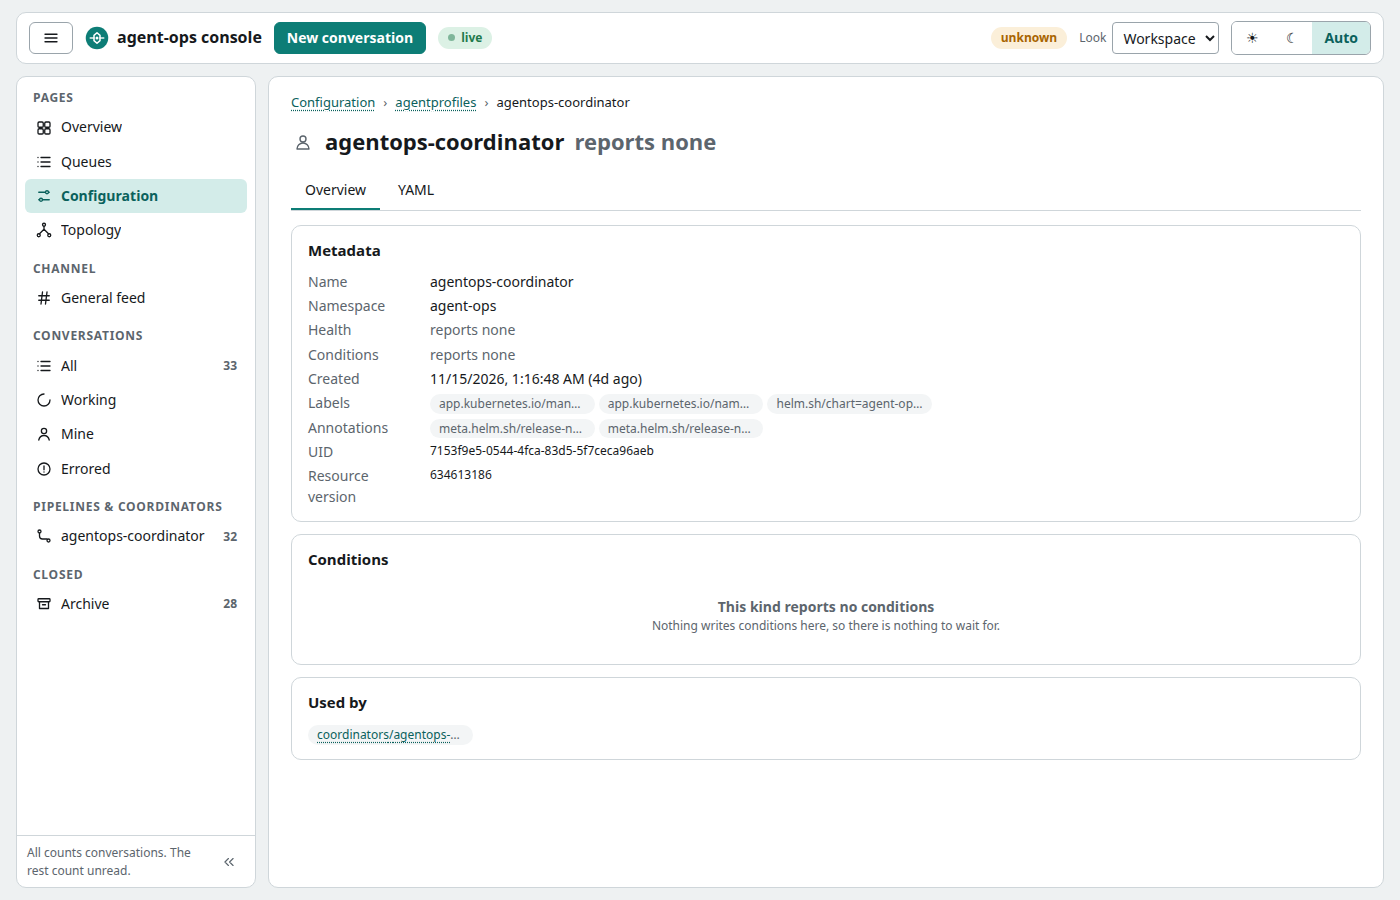 agent-ops console
New conversation
live
unknown
Look
Workspace
Auto
PAGES
Overview
Queues
Configuration
Topology
CHANNEL
General feed
CONVERSATIONS
All 33
Working
Mine
Errored
PIPELINES & COORDINATORS
agentops-coordinator 32
CLOSED
Archive 28
All counts conversations. The
rest count unread.
Configuration › agentprofiles › agentops-coordinator
agentops-coordinator reports none
Overview YAML
Metadata
Name agentops-coordinator
Namespace agent-ops
Health reports none
Conditions reports none
Created 11/15/2026, 1:16:48 AM (4d ago)
Labels app.kubernetes.io/man... app.kubernetes.io/nam... helm.sh/chart=agent-op...
Annotations meta.helm.sh/release-n... meta.helm.sh/release-n...
UID 7153f9e5-0544-4fca-83d5-5f7ceca96aeb
Resource version 634613186
Conditions
This kind reports no conditions
Nothing writes conditions here, so there is nothing to wait for.
Used by
coordinators/agentops-...